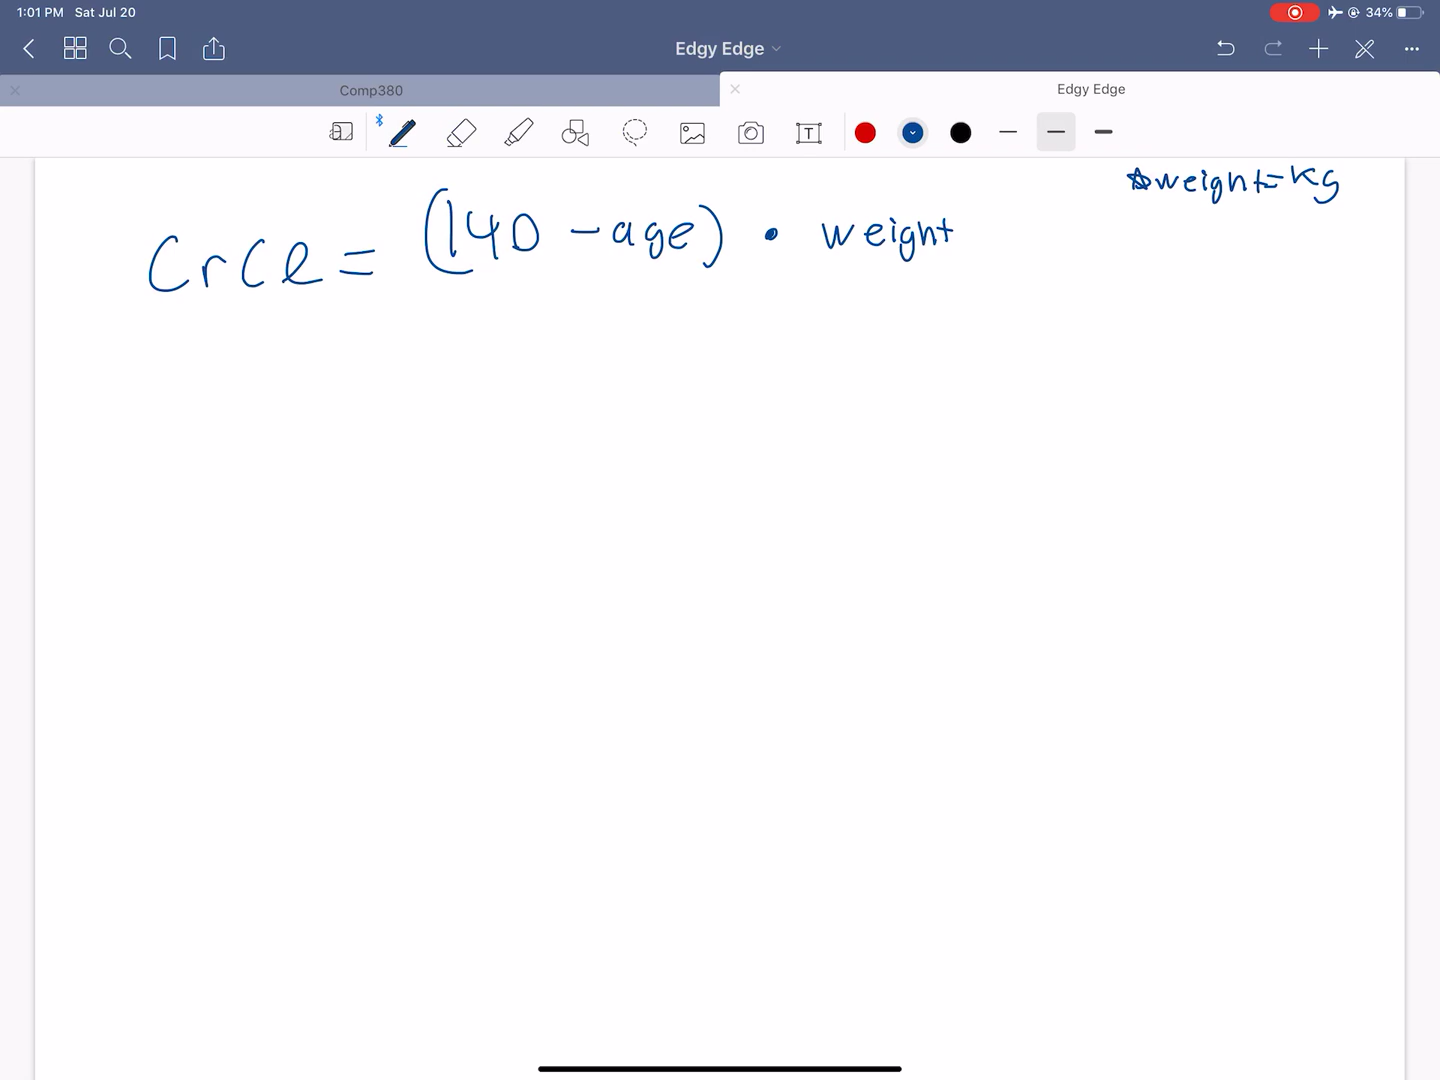 1:01 PM Sat Jul 20
34%
Edgy Edge
Comp380
Edgy Edge
T
☆weight=kg
CrCl = (140 - age) • weight